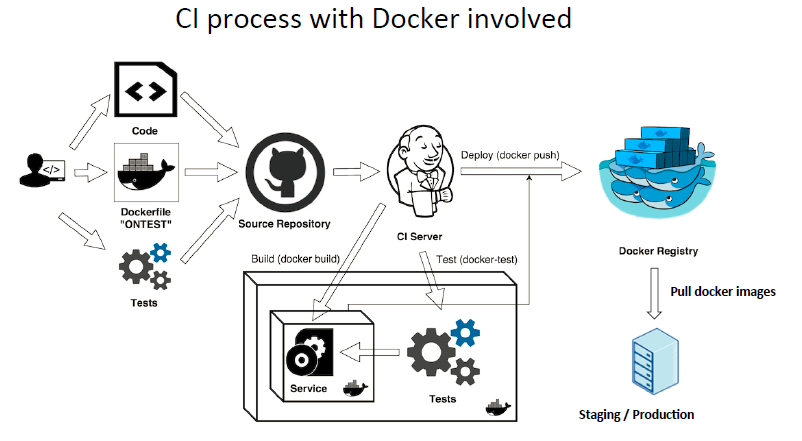 CI process with Docker involved
Code
Dockerfile
"ONTEST"
Tests
Source Repository
CI Server
Deploy (docker push)
Docker Registry
Build (docker build)
Test (docker-test)
Pull docker images
Service
Tests
Staging / Production